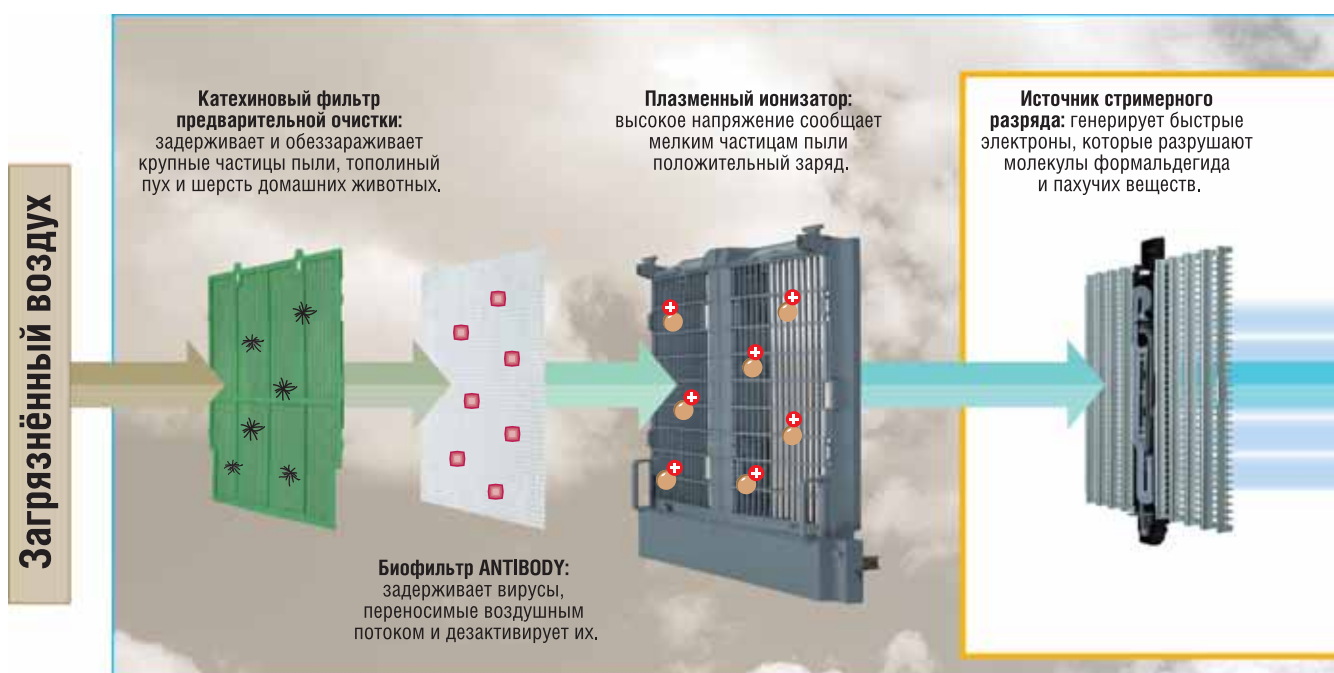 Загрязнённый воздух
Катехиновый фильтр
предварительной очистки:
задерживает и обеззараживает
крупные частицы пыли, тополиный
пух и шерсть домашних животных.
Биофильтр ANTIBODY:
задерживает вирусы,
переносимые воздушным
потоком и дезактивирует их.
Плазменный ионизатор:
высокое напряжение сообщает
мелким частицам пыли
положительный заряд.
Источник стримерного
разряда: генерирует быстрые
электроны, которые разрушают
молекулы формальдегида
и пахучих веществ.